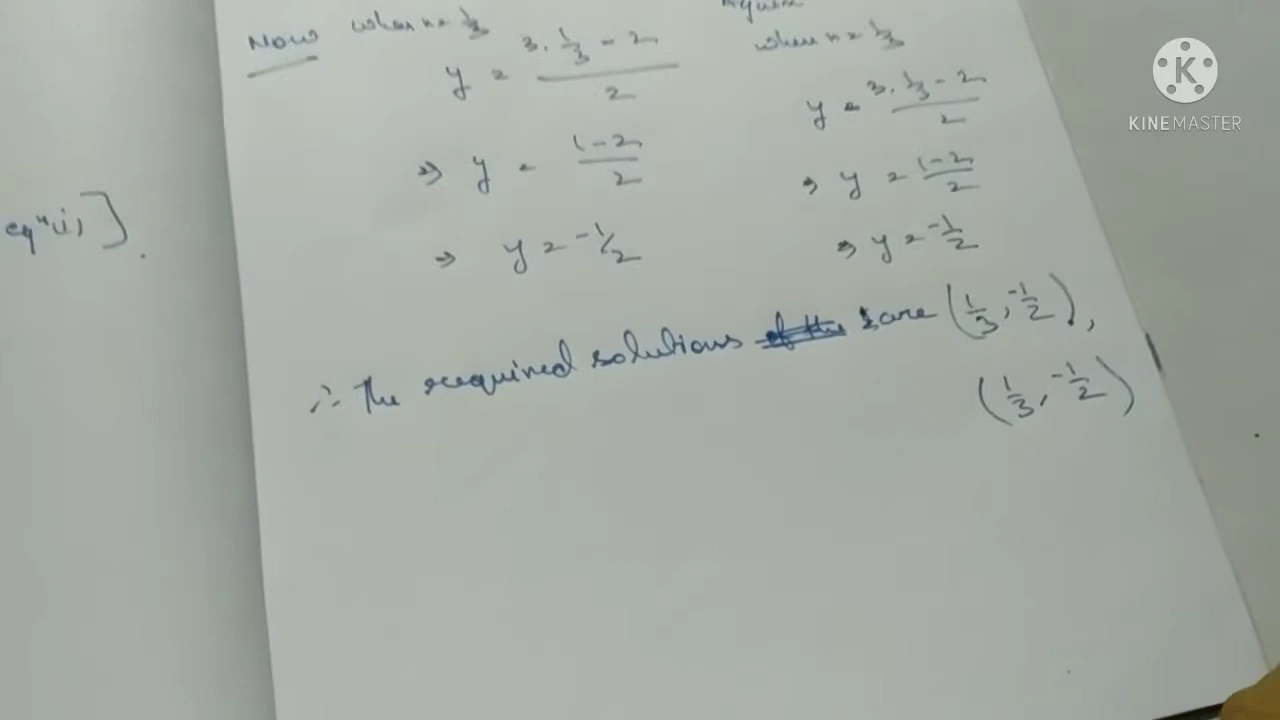 Now when x = 1/3
y = (3 · 1/3 - 2)/2
⇒ y = (1-2)/2
⇒ y = -1/2
when x = 1/3
y = (3 · 1/3 - 2)/2
⇒ y = (1-2)/2
⇒ y = -1/2
eqⁿ (i) ] .
∴ The required solutions are (1/3, -1/2),
(1/3, -1/2)
K
KINEMASTER